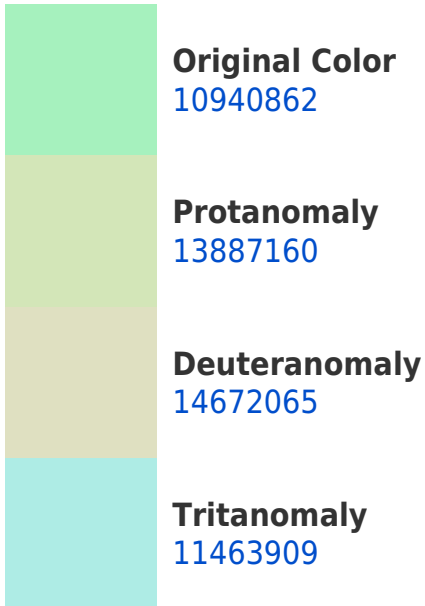 Original Color
10940862
Protanomaly
13887160
Deuteranomaly
14672065
Tritanomaly
11463909